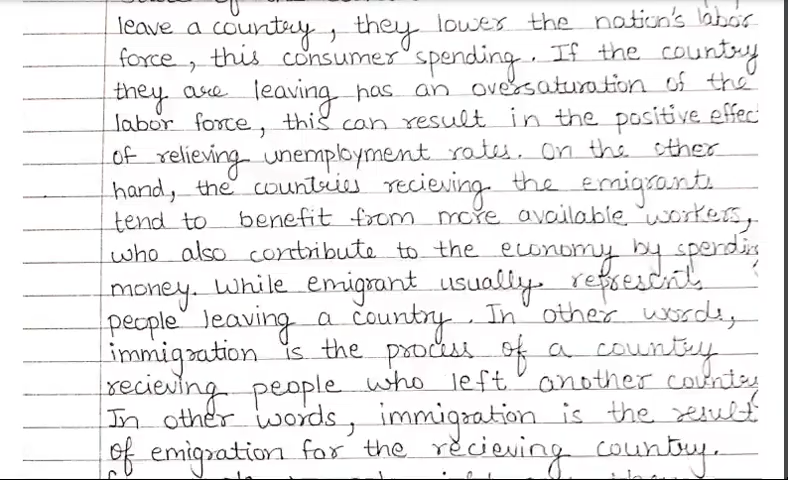 leave a country, they lower the nation's labor
force, this consumer spending. If the country
they are leaving has an oversaturation of the
labor force, this can result in the positive effec
of relieving unemployment rates. On the other
hand, the countries recieving the emigrants
tend to benefit from more available workers,
who also contribute to the economy by spendin
money. While emigrant usually represents
people leaving a country. In other words,
immigration is the process of a country
recieving people who left another country
In other words, immigration is the result
of emigration for the recieving country.